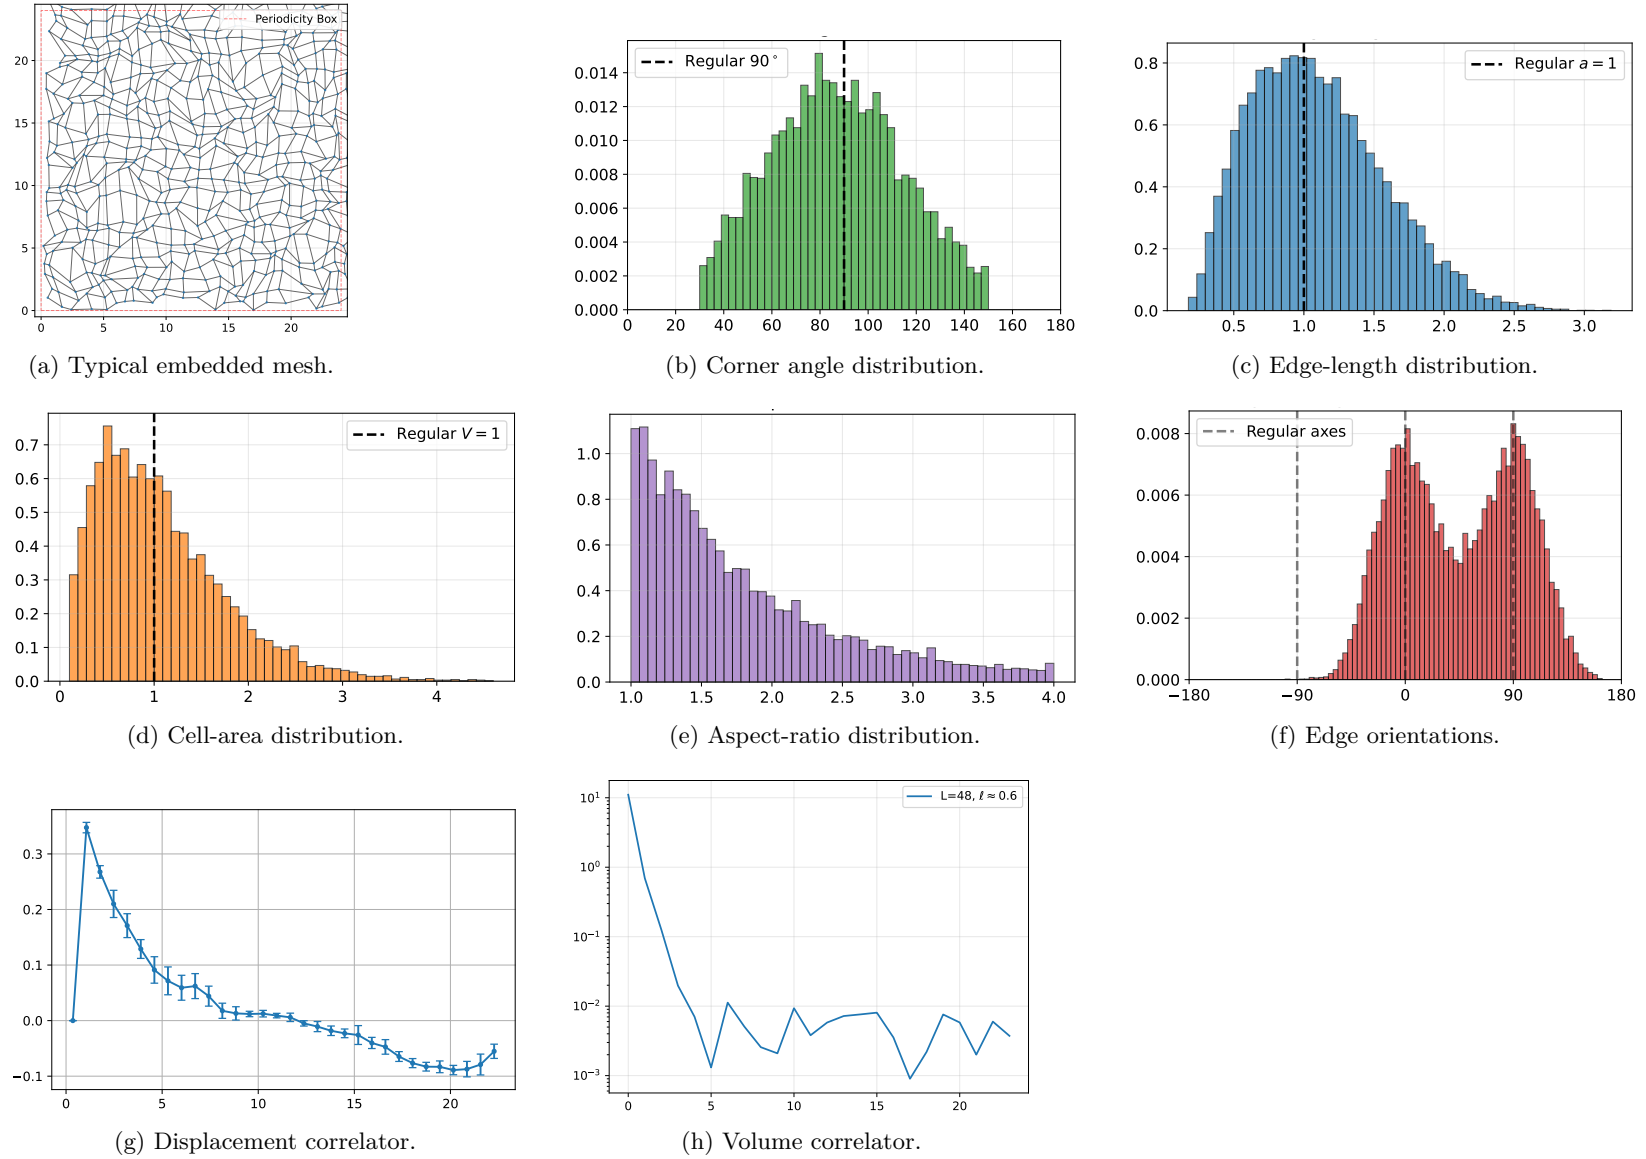 Periodicity Box
20
15
10
5
0
0 5 10 15 20
(a) Typical embedded mesh.
Regular 90°
0.014
0.012
0.010
0.008
0.006
0.004
0.002
0.000
0 20 40 60 80 100 120 140 160 180
(b) Corner angle distribution.
Regular a = 1
0.8
0.6
0.4
0.2
0.0
0.5 1.0 1.5 2.0 2.5 3.0
(c) Edge-length distribution.
Regular V = 1
0.7
0.6
0.5
0.4
0.3
0.2
0.1
0.0
0 1 2 3 4
(d) Cell-area distribution.
1.0
0.8
0.6
0.4
0.2
0.0
1.0 1.5 2.0 2.5 3.0 3.5 4.0
(e) Aspect-ratio distribution.
Regular axes
0.008
0.006
0.004
0.002
0.000
−180 −90 0 90 180
(f) Edge orientations.
0.3
0.2
0.1
0.0
−0.1
0 5 10 15 20
(g) Displacement correlator.
L=48, ℓ ≈ 0.6
10¹
10⁰
10⁻¹
10⁻²
10⁻³
0 5 10 15 20
(h) Volume correlator.